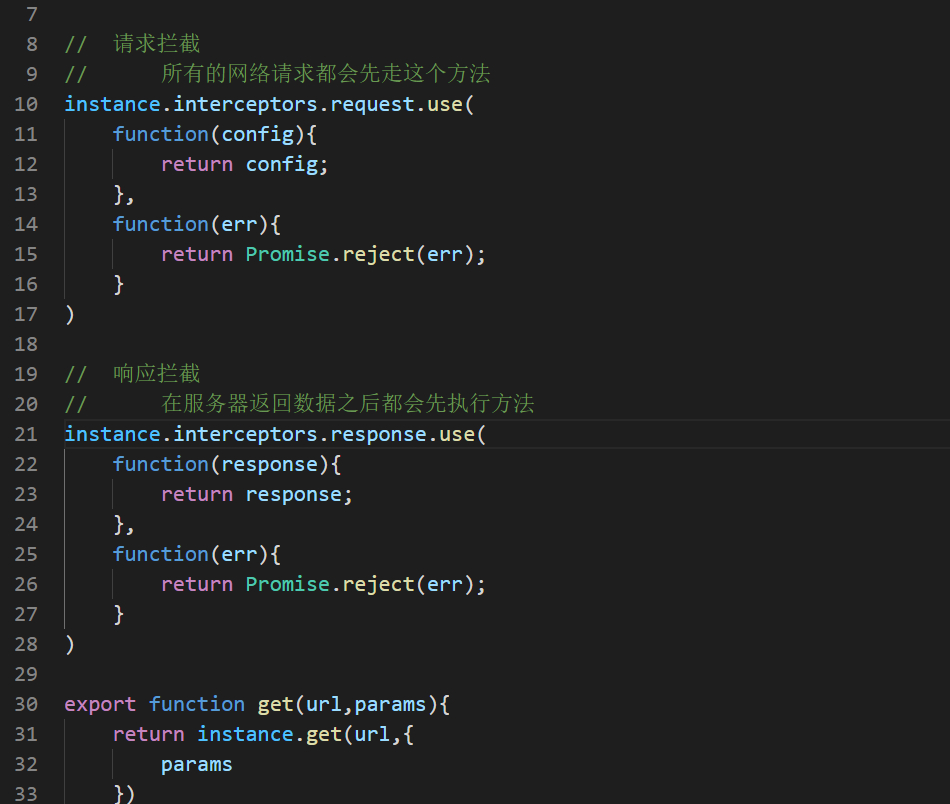 7
8 // 请求拦截
9 // 所有的网络请求都会先走这个方法
10 instance.interceptors.request.use(
11 function(config){
12 return config;
13 },
14 function(err){
15 return Promise.reject(err);
16 }
17 )
18
19 // 响应拦截
20 // 在服务器返回数据之后都会先执行方法
21 instance.interceptors.response.use(
22 function(response){
23 return response;
24 },
25 function(err){
26 return Promise.reject(err);
27 }
28 )
29
30 export function get(url,params){
31 return instance.get(url,{
32 params
33 })